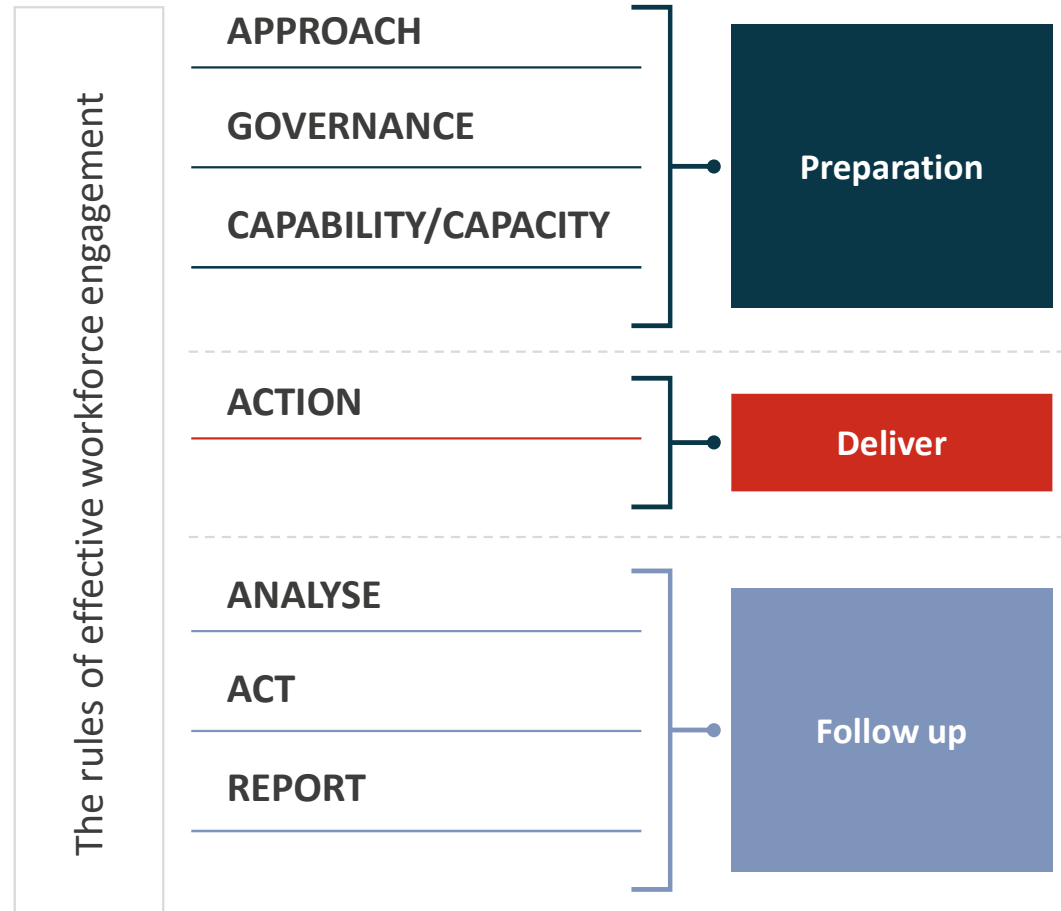 The rules of effective workforce engagement
APPROACH
GOVERNANCE
CAPABILITY/CAPACITY
Preparation
ACTION
Deliver
ANALYSE
ACT
REPORT
Follow up